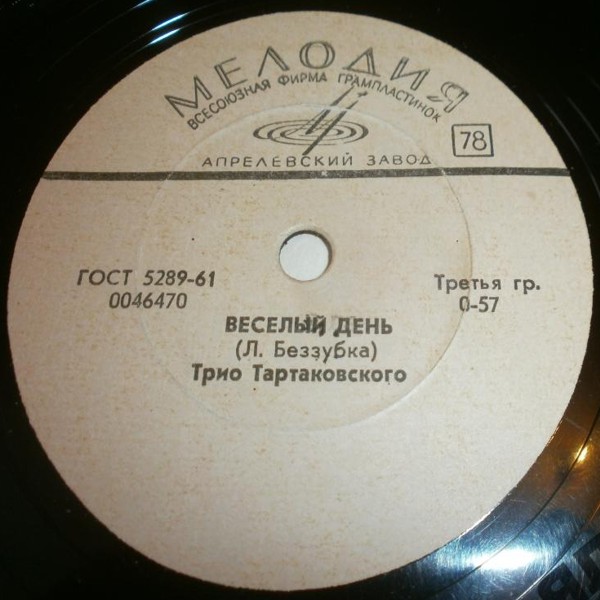 МЕЛОДИЯ
ВСЕСОЮЗНАЯ ФИРМА ГРАМПЛАСТИНОК
АПРЕЛЕВСКИЙ ЗАВОД
78
ГОСТ 5289-61
0046470
Третья гр.
0-57
ВЕСЕЛЫЙ ДЕНЬ
(Л. Беззубка)
Трио Тартаковского